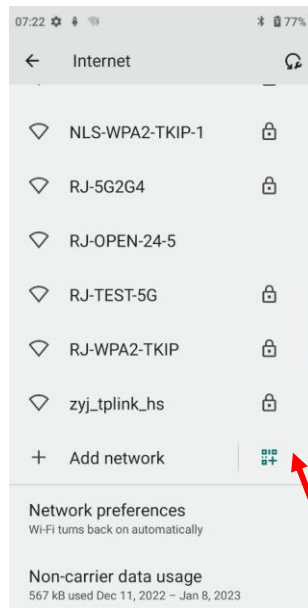 07:22 77%
Internet
NLS-WPA2-TKIP-1
RJ-5G2G4
RJ-OPEN-24-5
RJ-TEST-5G
RJ-WPA2-TKIP
zyj_tplink_hs
Add network
Network preferences
Wi-Fi turns back on automatically
Non-carrier data usage
567 kB used Dec 11, 2022 – Jan 8, 2023